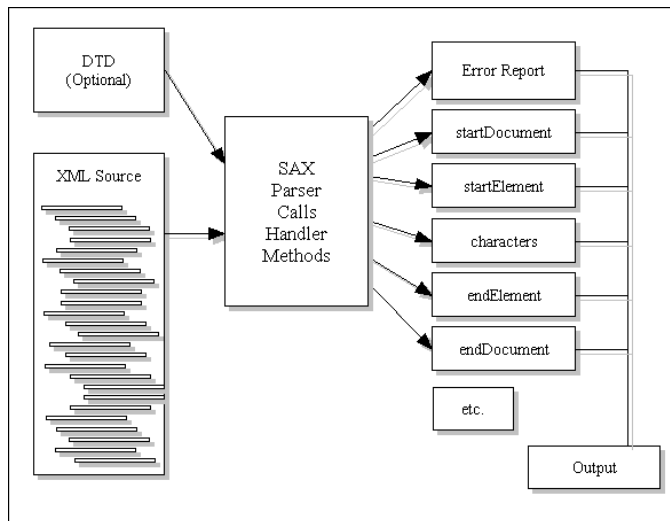 DTD
(Optional)
XML Source
SAX
Parser
Calls
Handler
Methods
Error Report
startDocument
startElement
characters
endElement
endDocument
etc.
Output